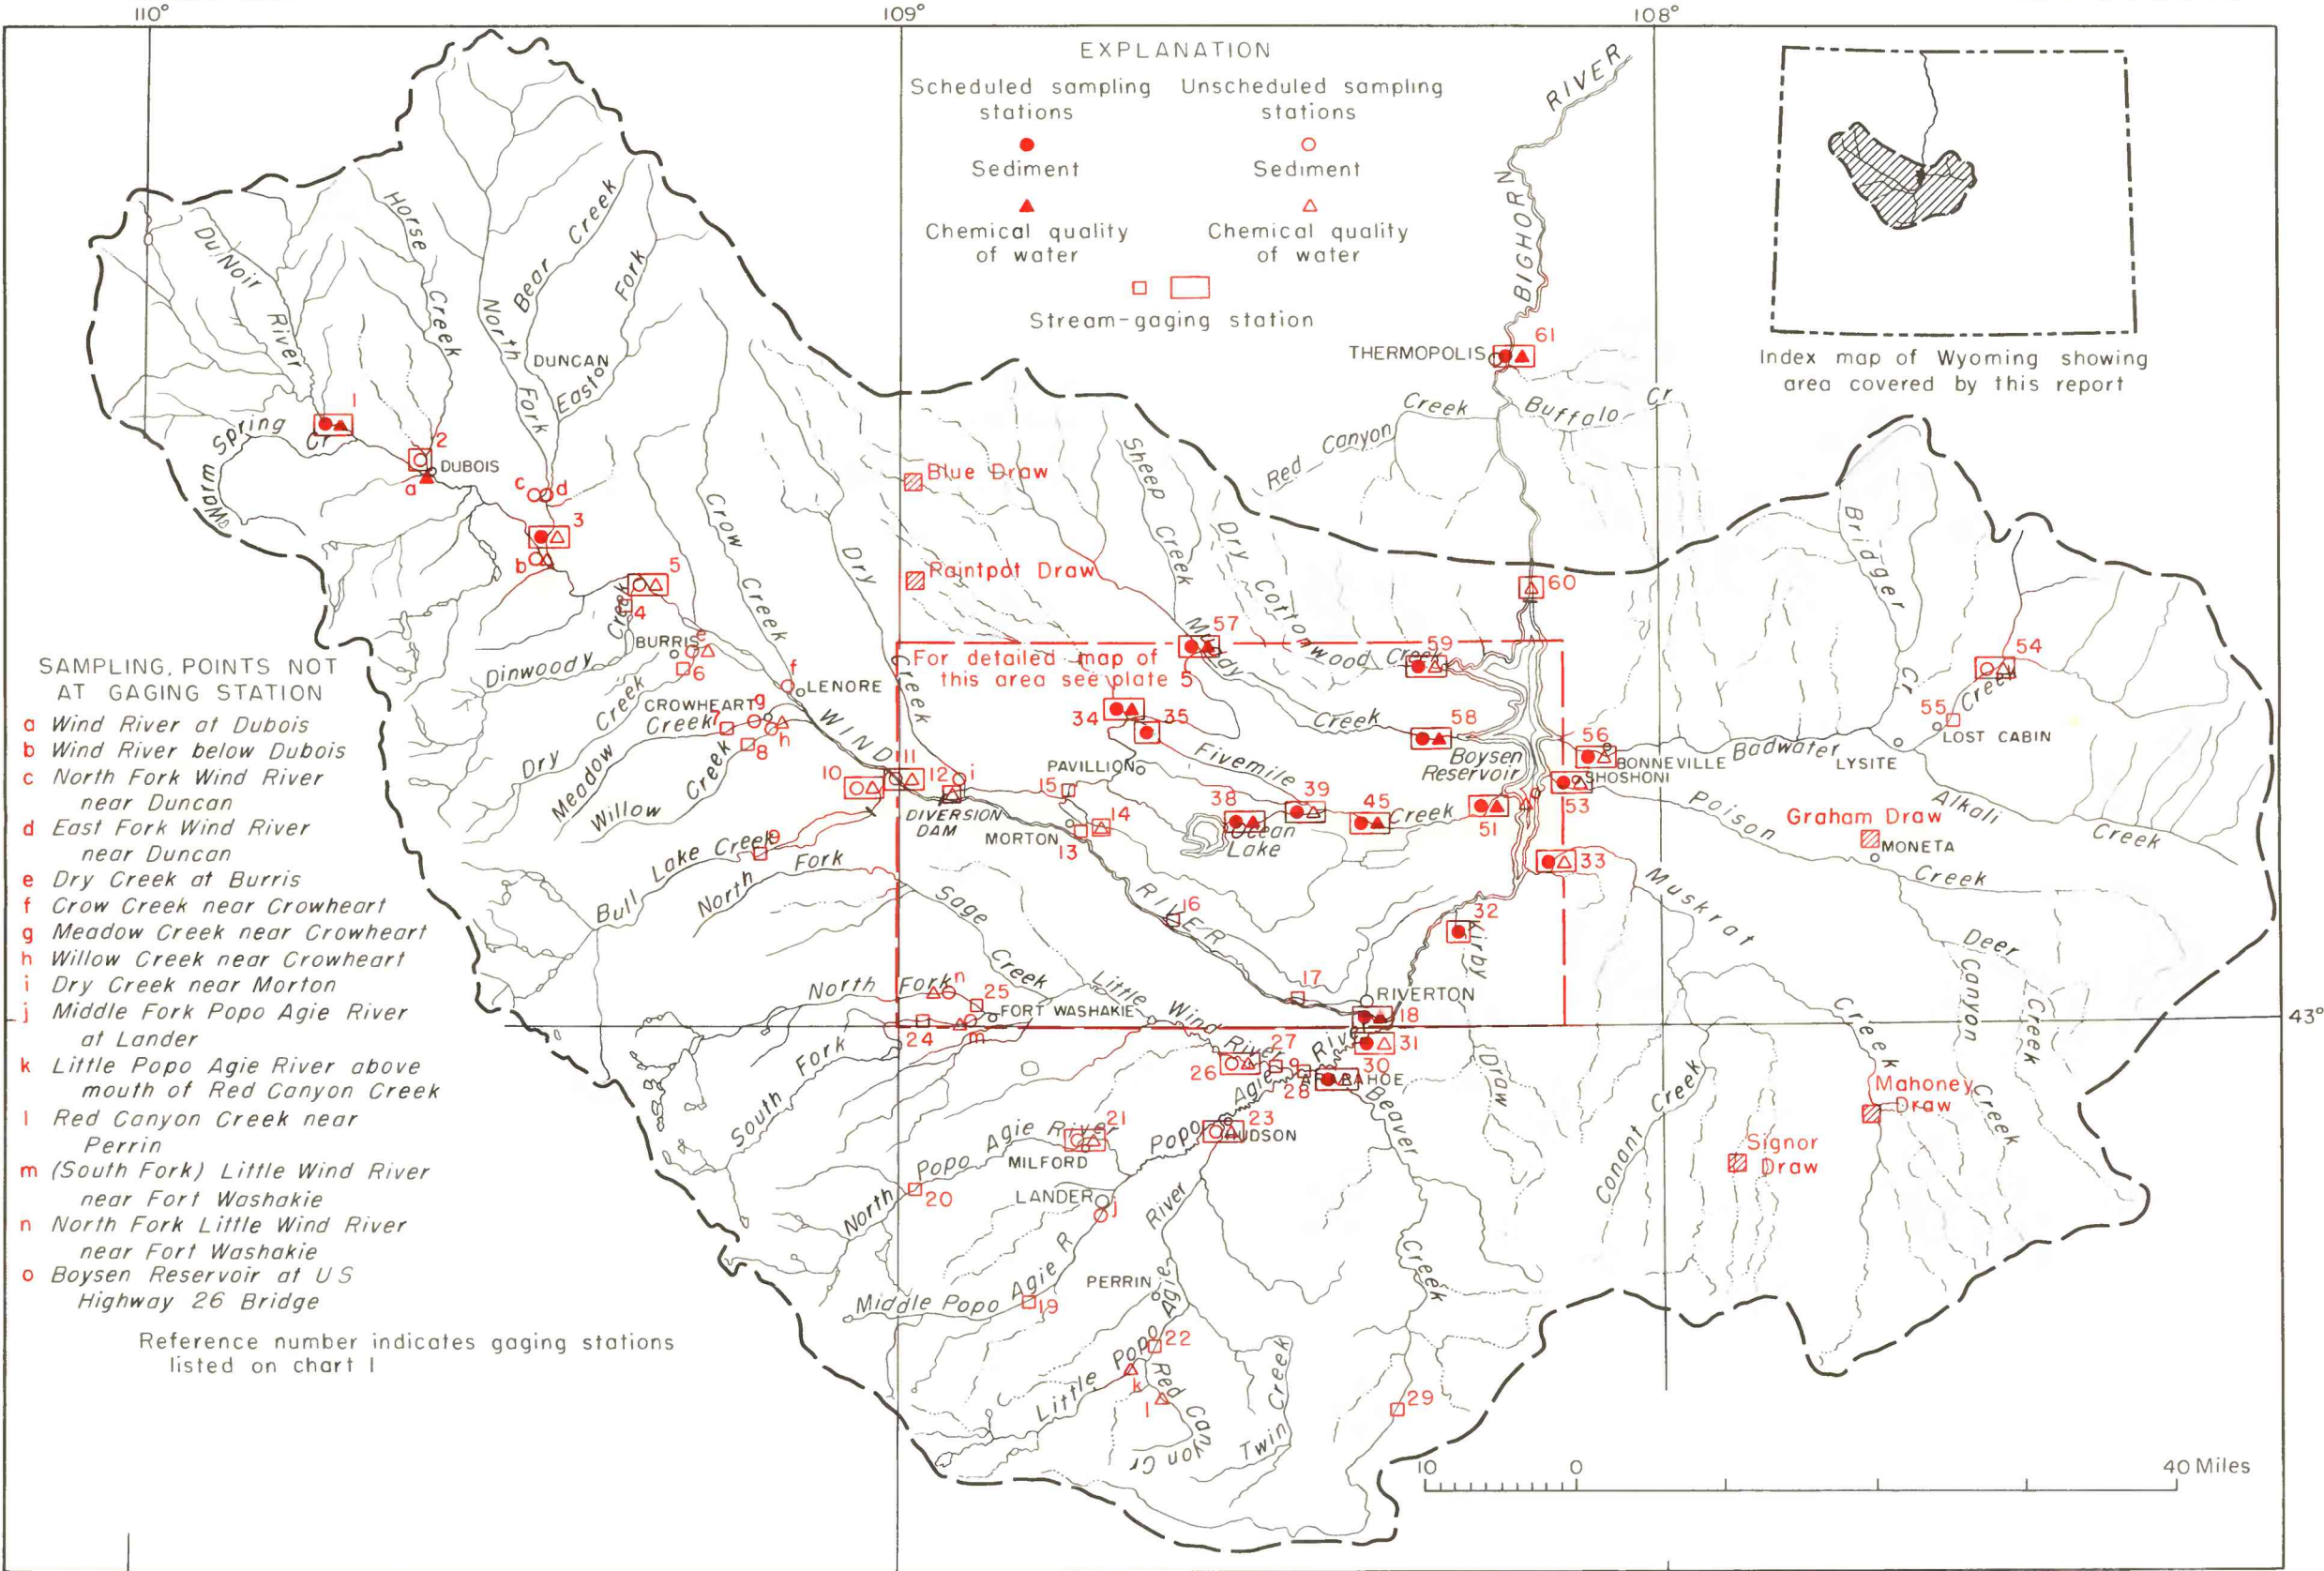 110°
109°
108°
EXPLANATION
Scheduled sampling
stations
Unscheduled sampling
stations
Sediment
Sediment
Chemical quality
of water
Chemical quality
of water
Stream-gaging station
Index map of Wyoming showing
area covered by this report
BIGHORN
RIVER
61
THERMOPOLIS
Red Canyon Creek
Buffalo Cr
Du Noir
River
Horse
Creek
North
Fork
Bear Creek
East
Fork
DUNCAN
1
Warm Spring Cr
2
DUBOIS
a
c
d
3
b
5
4
Dinwoody Creek
BURRIS
e
6
Dry Creek
Crow
Creek
Dry
Creek
f
LENORE
CROWHEART
g
7
h
8
Meadow Creek
Willow Creek
WIND
RIVER
10
11
12
i
DIVERSION
DAM
9
Bull Lake Creek
North Fork
Blue Draw
Raintpot Draw
Sheep
Creek
Dry
Cottonwood Creek
Muddy
Creek
57
59
60
For detailed map of
this area see plate 5
34
35
58
Boysen
Reservoir
Fivemile
Creek
PAVILLION
15
14
MORTON
13
38
Ocean
Lake
39
45
51
o
56
BONNEVILLE
SHOSHONI
53
Badwater
Creek
LYSITE
LOST CABIN
55
54
Bridger
Cr
Alkali
Creek
Poison
Creek
Graham Draw
MONETA
33
Muskrat
Creek
32
Kirby
Draw
Deer
Creek
Canyon
Creek
16
17
RIVERTON
18
43°
Sage
Creek
North Fork
n
25
FORT WASHAKIE
24
m
South Fork
Little
Wind
River
26
27
28
30
ARAPAHOE
31
Popo
Agie
River
23
HUDSON
Beaver
Creek
North Popo Agie River
21
MILFORD
20
LANDER
j
Middle Popo Agie R
19
PERRIN
Little Popo Agie River
22
k
l
Red
Canyon Cr
Twin Creek
29
Conant Creek
Signor
Draw
Mahoney
Draw
10
0
40 Miles
SAMPLING, POINTS NOT
AT GAGING STATION
a Wind River at Dubois
b Wind River below Dubois
c North Fork Wind River
near Duncan
d East Fork Wind River
near Duncan
e Dry Creek at Burris
f Crow Creek near Crowheart
g Meadow Creek near Crowheart
h Willow Creek near Crowheart
i Dry Creek near Morton
j Middle Fork Popo Agie River
at Lander
k Little Popo Agie River above
mouth of Red Canyon Creek
l Red Canyon Creek near
Perrin
m (South Fork) Little Wind River
near Fort Washakie
n North Fork Little Wind River
near Fort Washakie
o Boysen Reservoir at US
Highway 26 Bridge
Reference number indicates gaging stations
listed on chart I